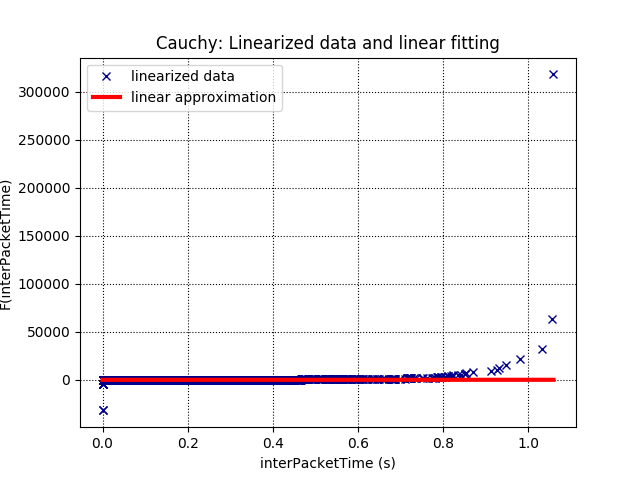 Cauchy: Linearized data and linear fitting
linearized data
linear approximation
300000
250000
200000
150000
100000
50000
0
F(interPacketTime)
0.0
0.2
0.4
0.6
0.8
1.0
interPacketTime (s)